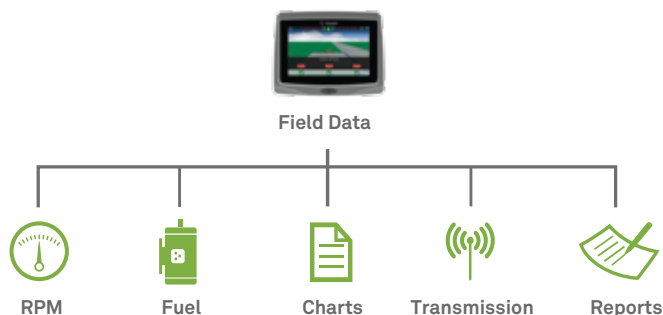 Field Data
RPM
Fuel
Charts
Transmission
Reports